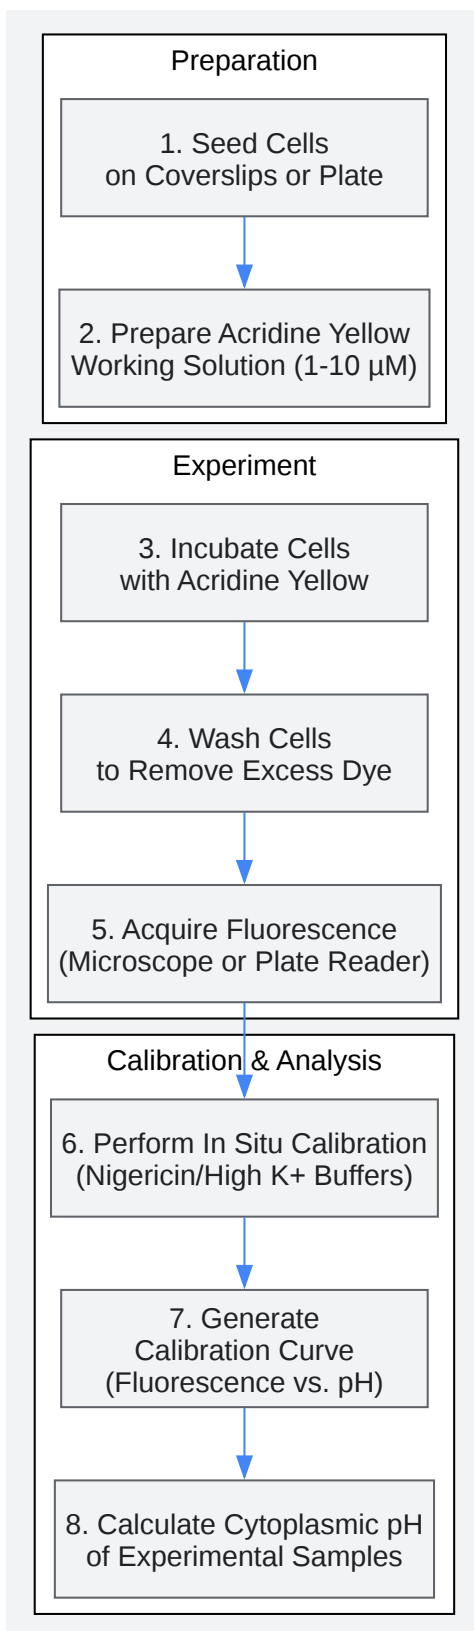 Preparation
1. Seed Cells
on Coverslips or Plate
2. Prepare Acridine Yellow
Working Solution (1-10 µM)
Experiment
3. Incubate Cells
with Acridine Yellow
4. Wash Cells
to Remove Excess Dye
5. Acquire Fluorescence
(Microscope or Plate Reader)
Calibration & Analysis
6. Perform In Situ Calibration
(Nigericin/High K+ Buffers)
7. Generate
Calibration Curve
(Fluorescence vs. pH)
8. Calculate Cytoplasmic pH
of Experimental Samples